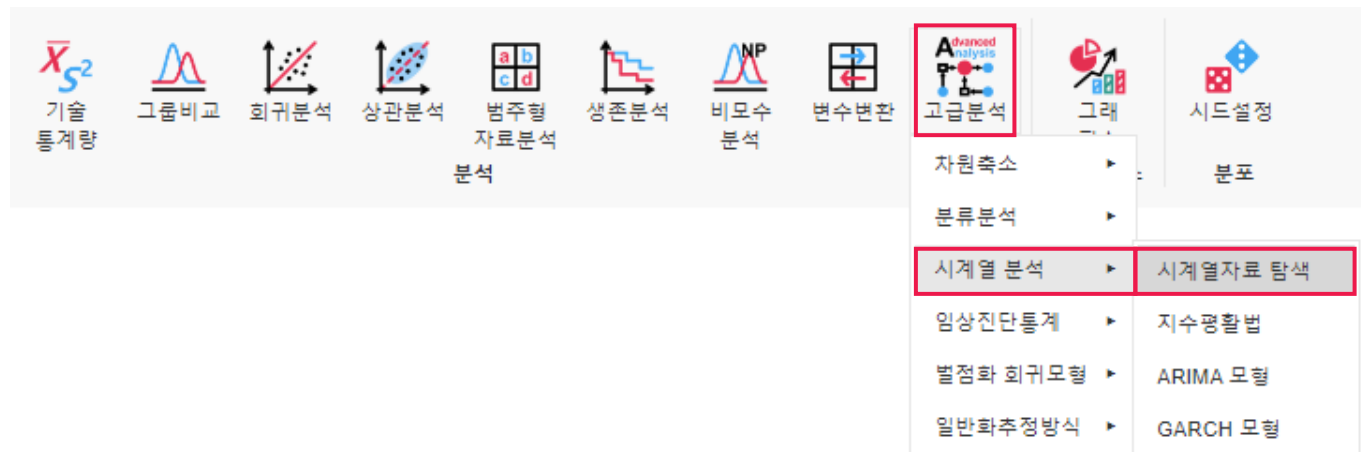 X̅ S²
기술
통계량
그룹비교
회귀분석
상관분석
a b
c d
범주형
자료분석
생존분석
NP
비모수
분석
변수변환
Advanced
Analysis
고급분석
그래
시드설정
분석
분포
차원축소 ▸
분류분석 ▸
시계열 분석 ▸
시계열자료 탐색
임상진단통계 ▸
지수평활법
벌점화 회귀모형 ▸
ARIMA 모형
일반화추정방식 ▸
GARCH 모형